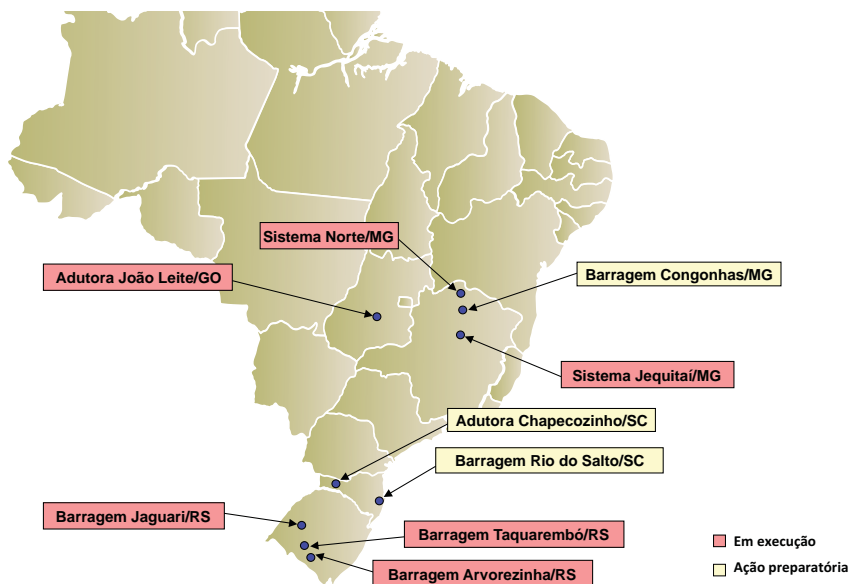 Sistema Norte/MG
Adutora João Leite/GO
Barragem Congonhas/MG
Sistema Jequitaí/MG
Adutora Chapecozinho/SC
Barragem Rio do Salto/SC
Barragem Jaguari/RS
Barragem Taquarembó/RS
Barragem Arvorezinha/RS
Em execução
Ação preparatória